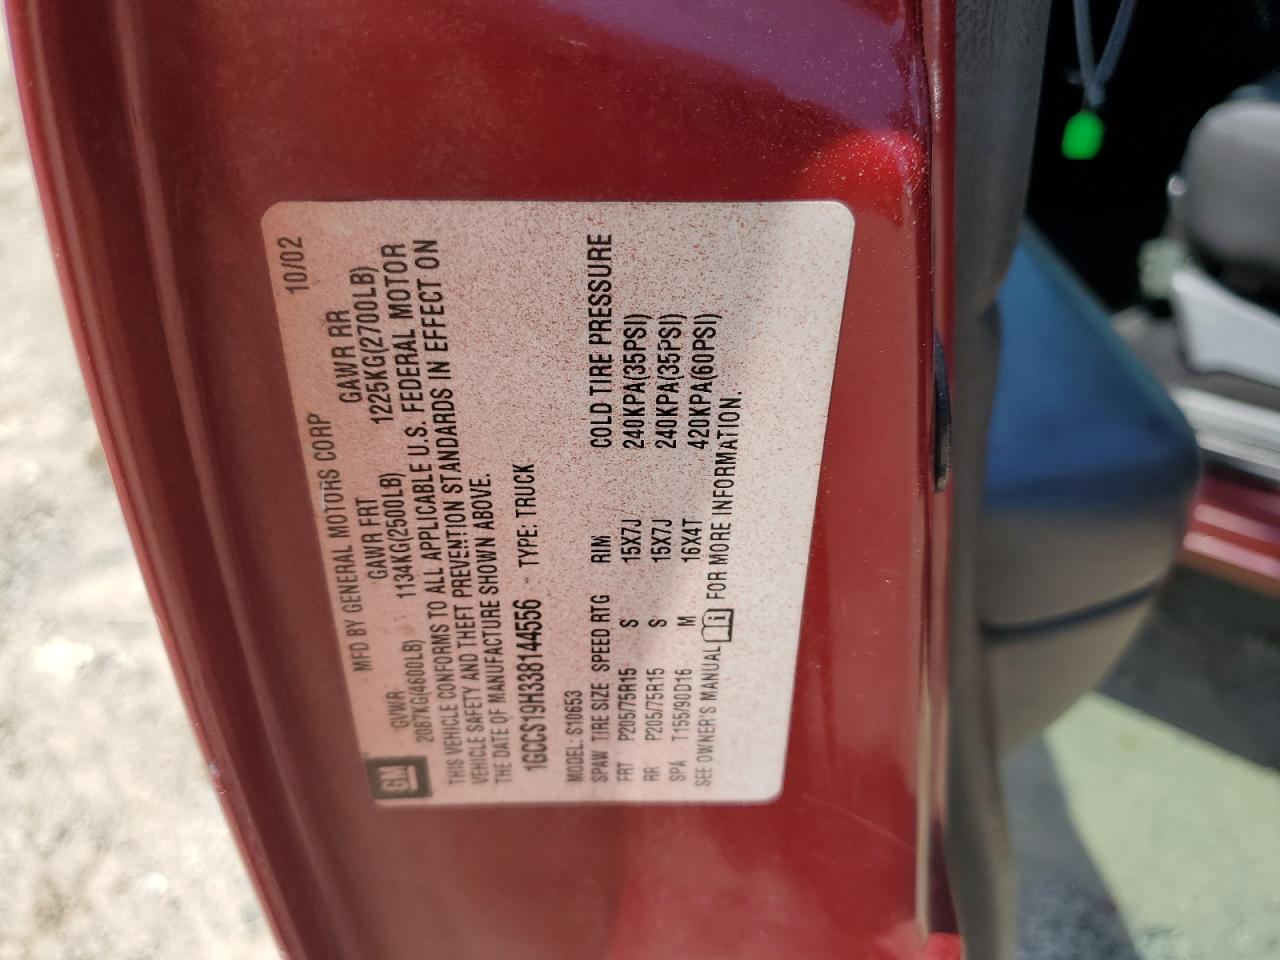 MFD BY GENERAL MOTORS CORP 10/02
GM
GVWR GAWR FRT GAWR RR
2087KG(4600LB) 1134KG(2500LB) 1225KG(2700LB)
THIS VEHICLE CONFORMS TO ALL APPLICABLE U.S. FEDERAL MOTOR
VEHICLE SAFETY AND THEFT PREVENTION STANDARDS IN EFFECT ON
THE DATE OF MANUFACTURE SHOWN ABOVE.
1GCCS19H338144556 TYPE: TRUCK
MODEL: S10653
SPAW TIRE SIZE SPEED RTG RIM COLD TIRE PRESSURE
FRT P205/75R15 S 15X7J 240KPA(35PSI)
RR P205/75R15 S 15X7J 240KPA(35PSI)
SPA T155/90D16 M 16X4T 420KPA(60PSI)
SEE OWNER'S MANUAL i FOR MORE INFORMATION.